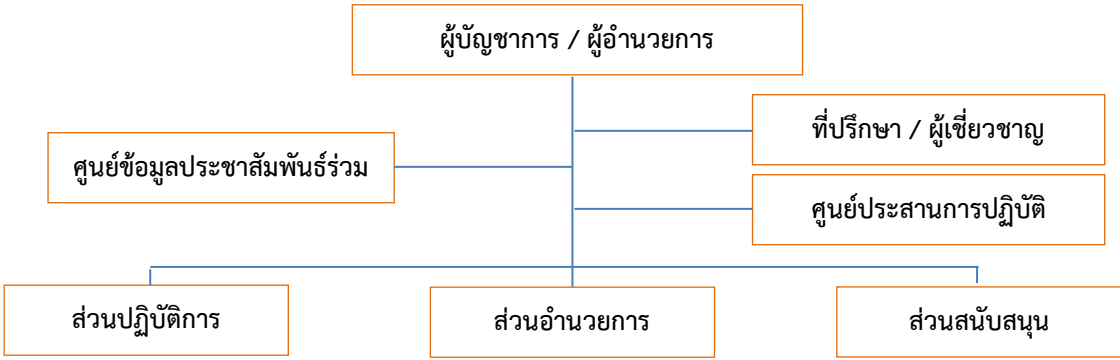 ผู้บัญชาการ / ผู้อำนวยการ
ที่ปรึกษา / ผู้เชี่ยวชาญ
ศูนย์ข้อมูลประชาสัมพันธ์ร่วม
ศูนย์ประสานการปฏิบัติ
ส่วนปฏิบัติการ
ส่วนอำนวยการ
ส่วนสนับสนุน